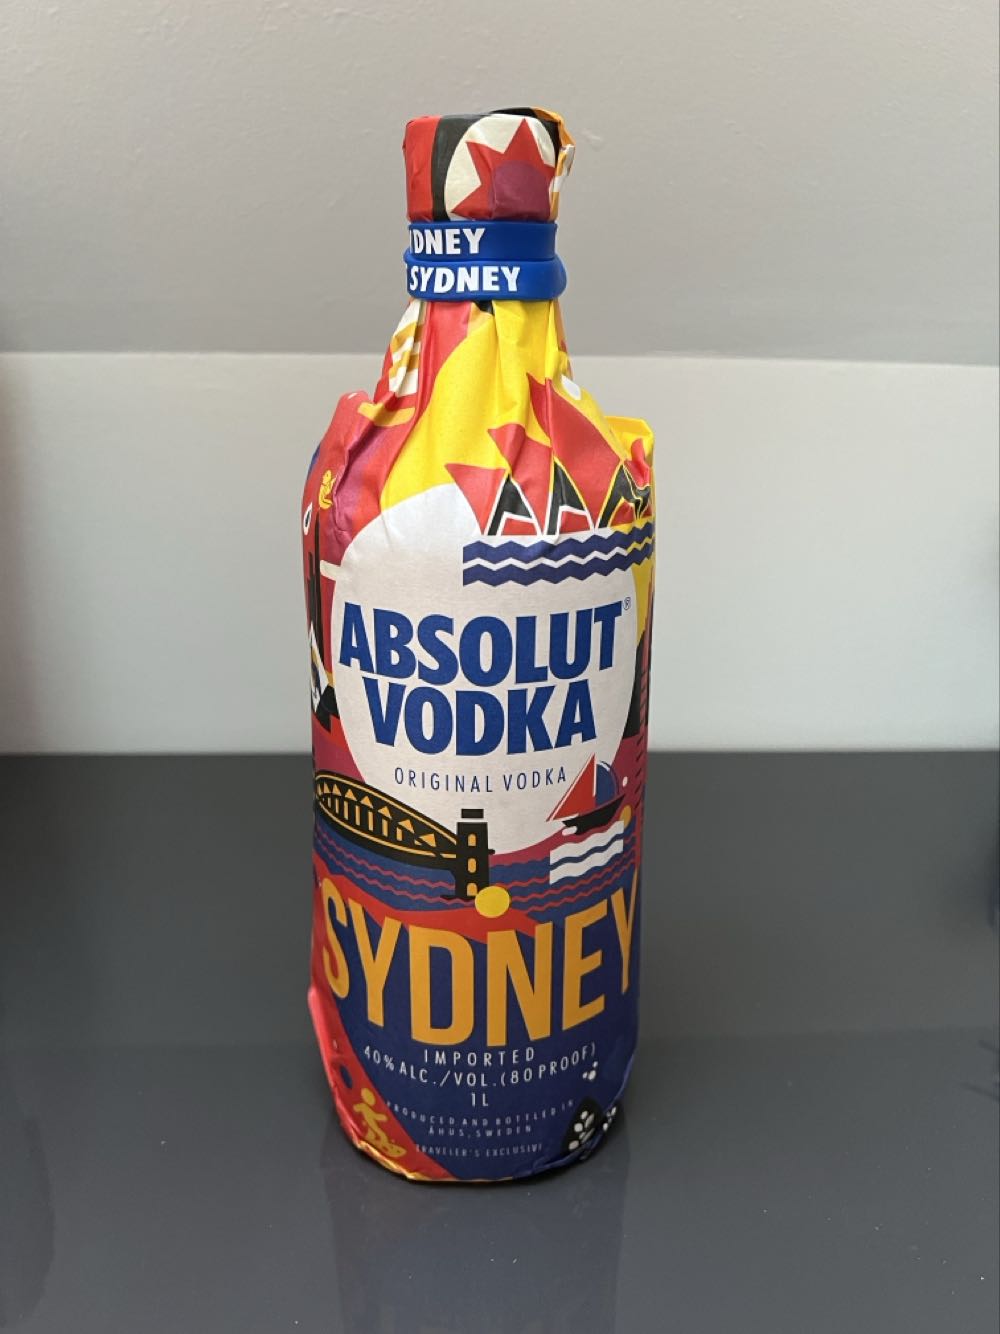 DNEY
SYDNEY
ABSOLUT®
VODKA
ORIGINAL VODKA
SYDNEY
IMPORTED
40% ALC./VOL. (80 PROOF)
1L
PRODUCED AND BOTTLED IN
ÅHUS, SWEDEN
TRAVELER'S EXCLUSIVE